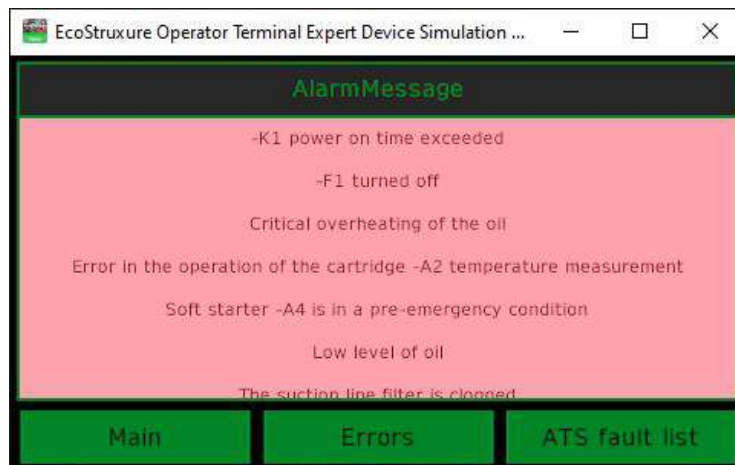 EcoStruxure Operator Terminal Expert Device Simulation ...
AlarmMessage
-K1 power on time exceeded
-F1 turned off
Critical overheating of the oil
Error in the operation of the cartridge -A2 temperature measurement
Soft starter -A4 is in a pre-emergency condition
Low level of oil
The suction line filter is clogged
Main Errors ATS fault list